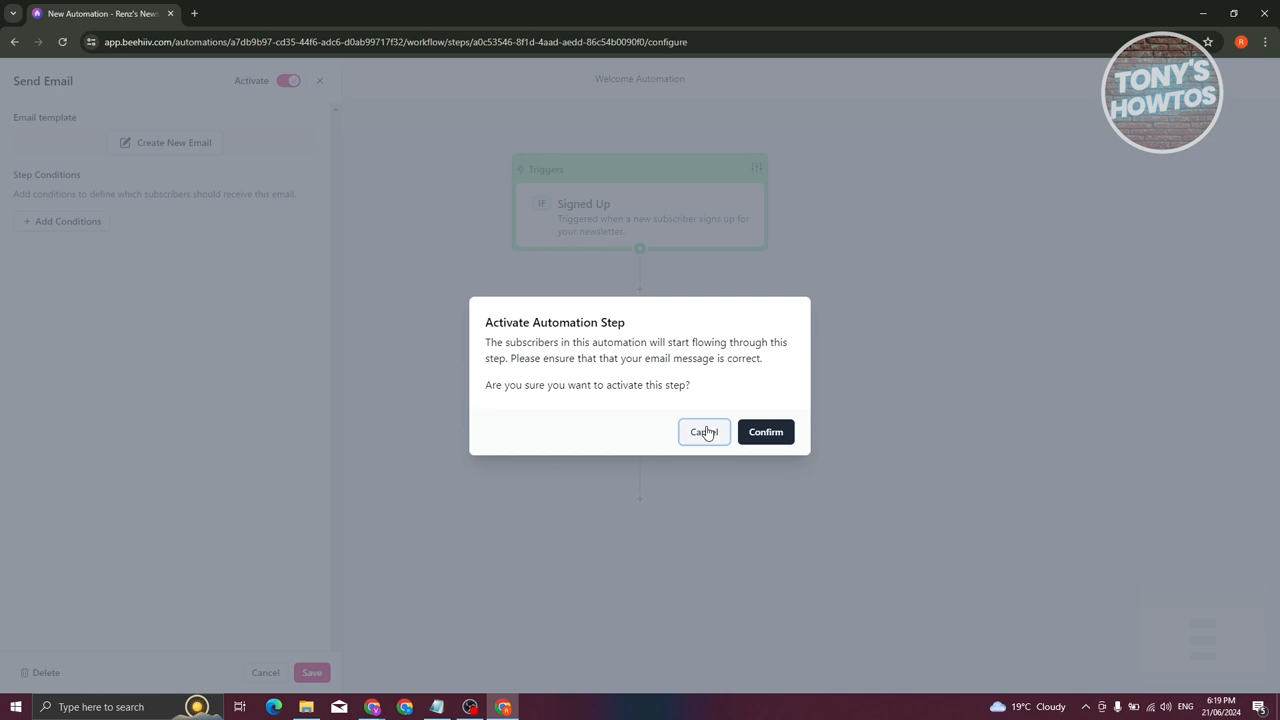 New Automation - Renz's News
app.beehiiv.com/automations/a7db9b97-cd35-44f6-adc6-d0ab99717f32/workflow/steps/a0c53546-8f1d-4aad-aedd-86c54b0090f0/configure
R
TONY'S
HOWTOS
Send Email
Activate
Welcome Automation
Email template
Create New Email
Step Conditions
Add conditions to define which subscribers should receive this email.
+ Add Conditions
Triggers
IF
Signed Up
Triggered when a new subscriber signs up for
your newsletter.
Activate Automation Step
The subscribers in this automation will start flowing through this
step. Please ensure that that your email message is correct.
Are you sure you want to activate this step?
Cancel
Confirm
Delete
Cancel
Save
Type here to search
19°C Cloudy
6:19 PM
21/06/2024